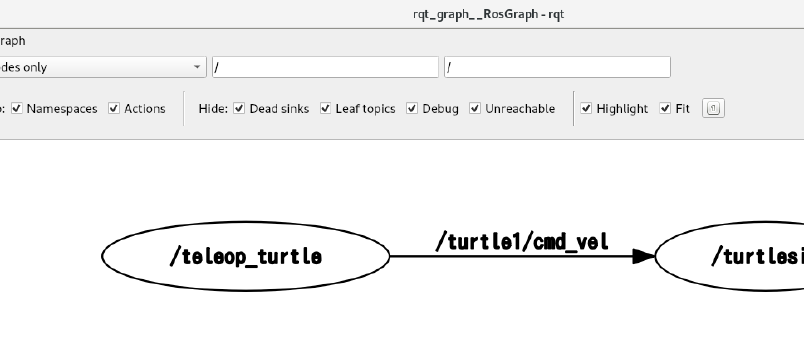 rqt_graph__RosGraph - rqt
raph
des only / /
: Namespaces Actions Hide: Dead sinks Leaf topics Debug Unreachable Highlight Fit
/turtle1/cmd_vel
/teleop_turtle /turtlesi